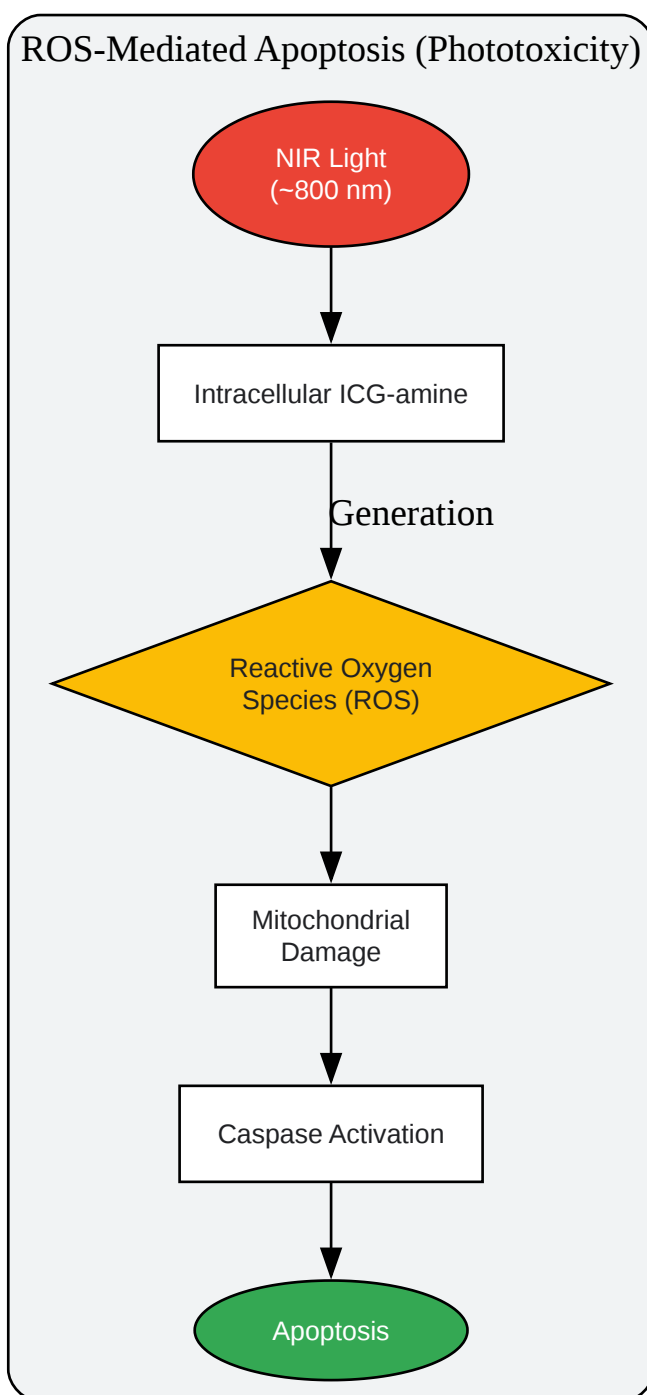 ROS-Mediated Apoptosis (Phototoxicity)
NIR Light
(~800 nm)
Intracellular ICG-amine
Generation
Reactive Oxygen
Species (ROS)
Mitochondrial
Damage
Caspase Activation
Apoptosis